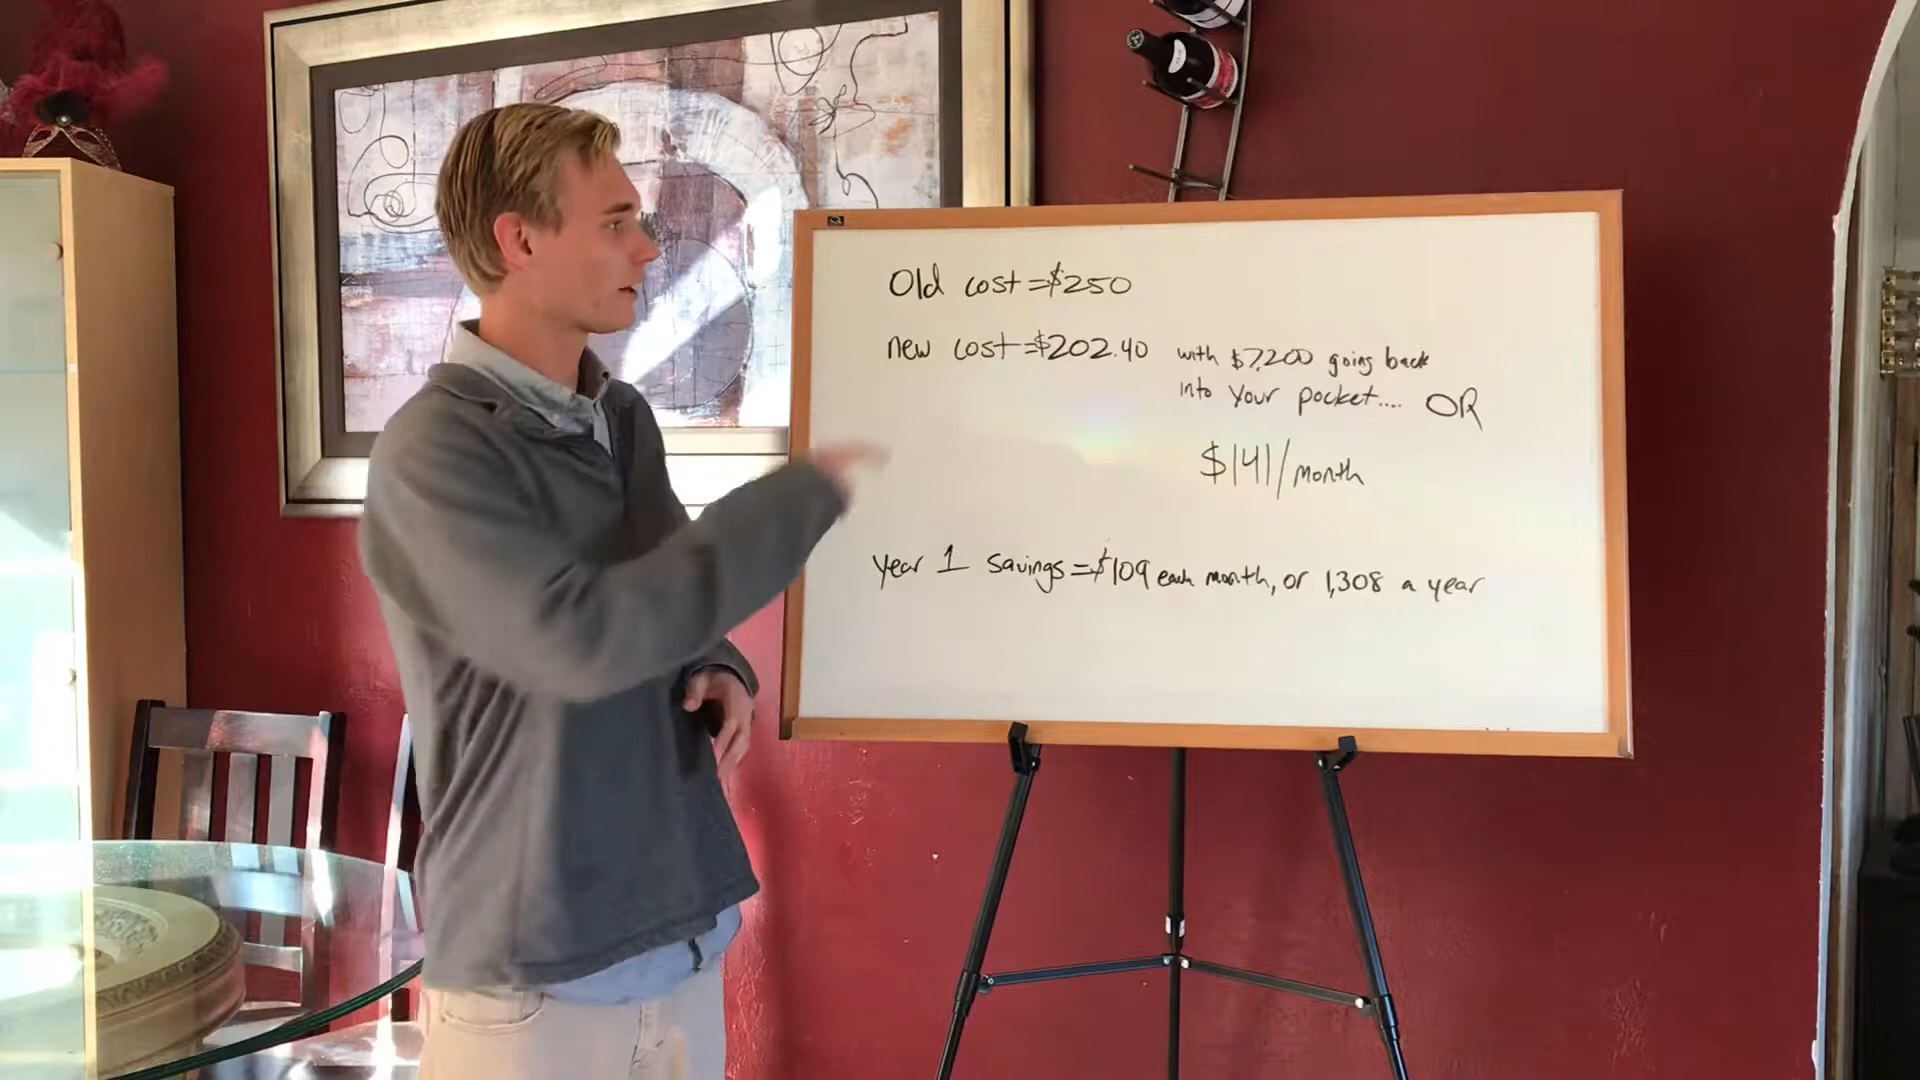 Old cost =$250
new cost =$202.40
with $7,200 going back
into your pocket.... OR
$141/month
year 1 savings =$109 each month, or 1,308 a year